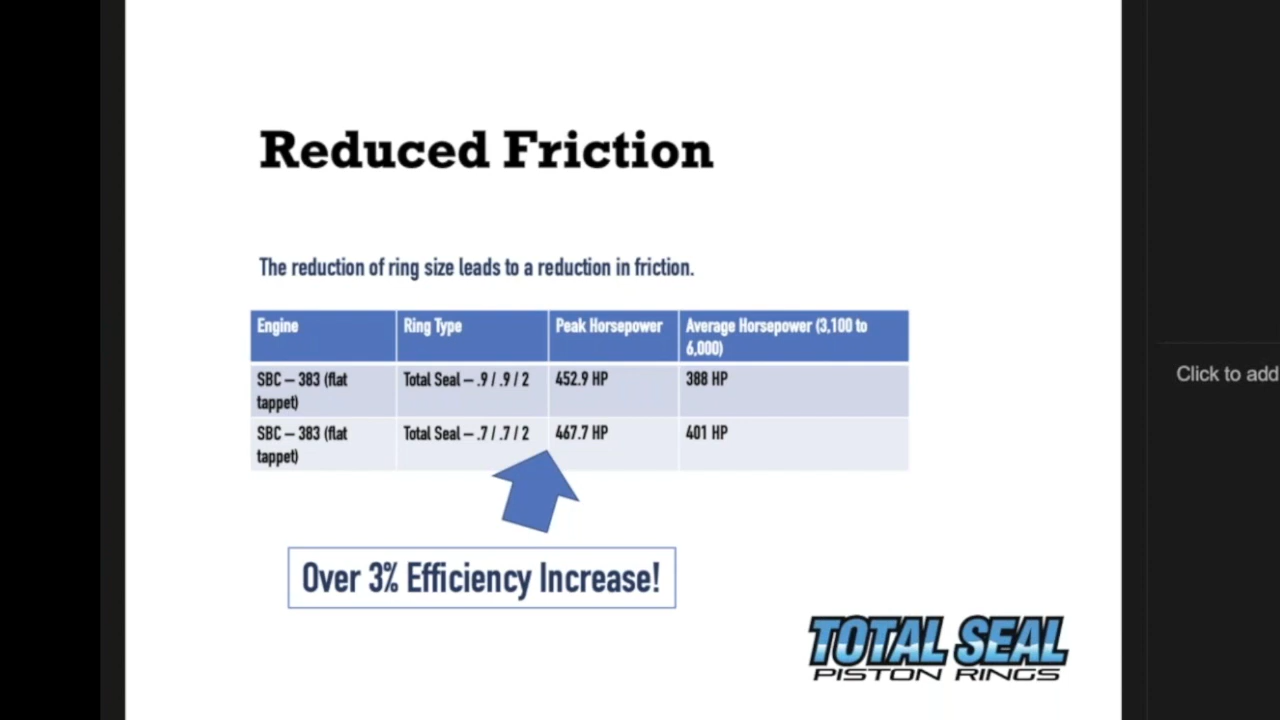 Reduced Friction
The reduction of ring size leads to a reduction in friction.
Engine Ring Type Peak Horsepower Average Horsepower (3,100 to
6,000)
SBC – 383 (flat Total Seal – .9 / .9 / 2 452.9 HP 388 HP
tappet)
SBC – 383 (flat Total Seal – .7 / .7 / 2 467.7 HP 401 HP
tappet)
Over 3% Efficiency Increase!
TOTAL SEAL
PISTON RINGS
Click to add